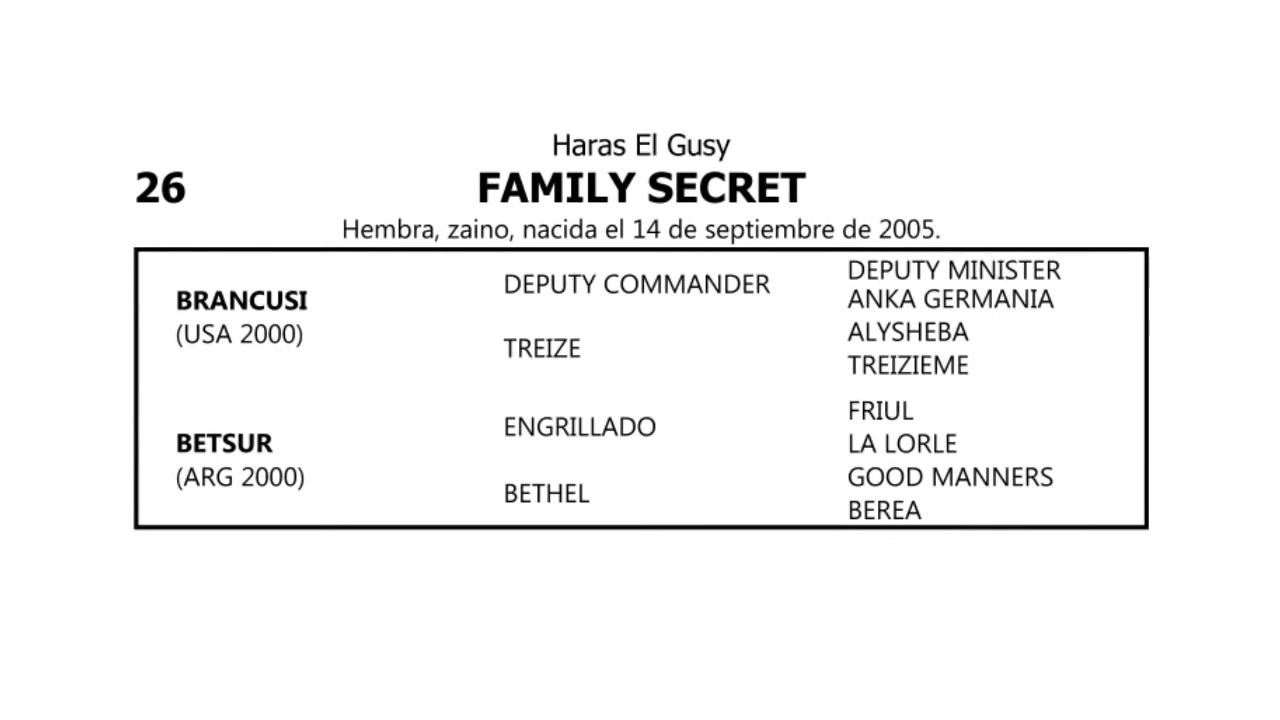 Haras El Gusy
26 FAMILY SECRET
Hembra, zaino, nacida el 14 de septiembre de 2005.
BRANCUSI
(USA 2000)
DEPUTY COMMANDER
TREIZE
DEPUTY MINISTER
ANKA GERMANIA
ALYSHEBA
TREIZIEME
BETSUR
(ARG 2000)
ENGRILLADO
BETHEL
FRIUL
LA LORLE
GOOD MANNERS
BEREA